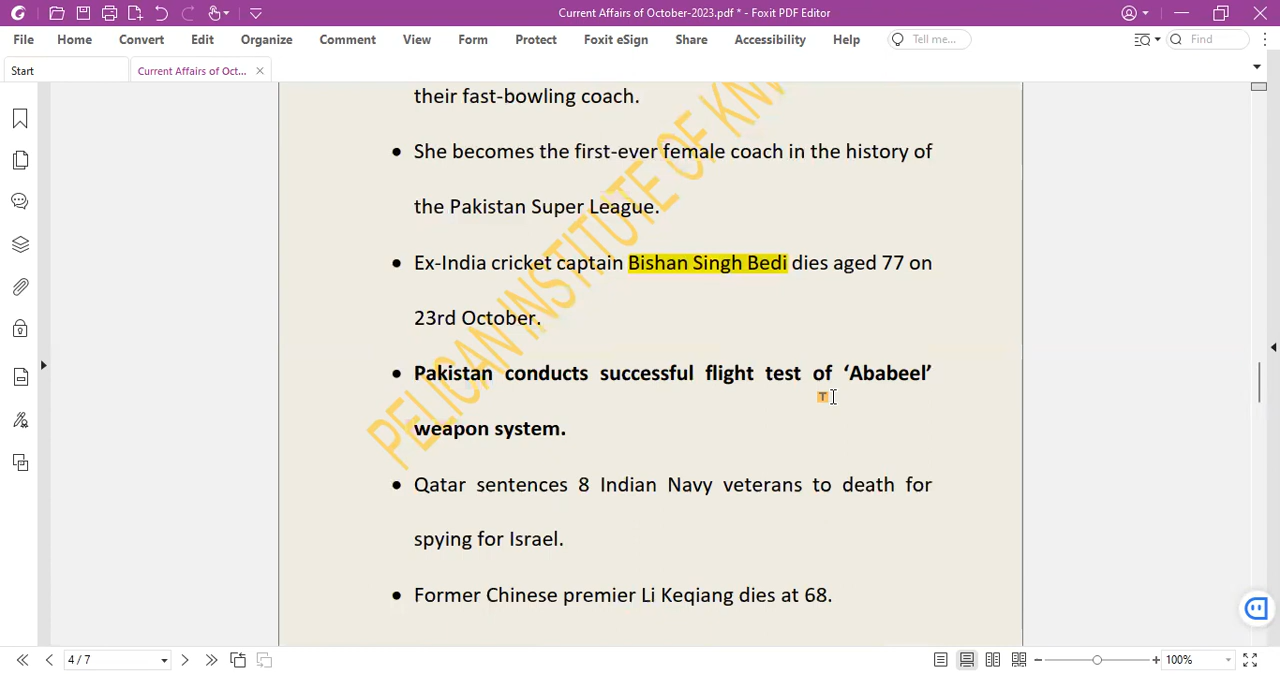 Current Affairs of October-2023.pdf * - Foxit PDF Editor
File Home Convert Edit Organize Comment View Form Protect Foxit eSign Share Accessibility Help Tell me... Find
Start Current Affairs of Oct...
their fast-bowling coach.
• She becomes the first-ever female coach in the history of
the Pakistan Super League.
• Ex-India cricket captain Bishan Singh Bedi dies aged 77 on
23rd October.
• Pakistan conducts successful flight test of ‘Ababeel’
T
weapon system.
• Qatar sentences 8 Indian Navy veterans to death for
spying for Israel.
• Former Chinese premier Li Keqiang dies at 68.
PELICAN INSTITUTE OF KN
4 / 7 100%